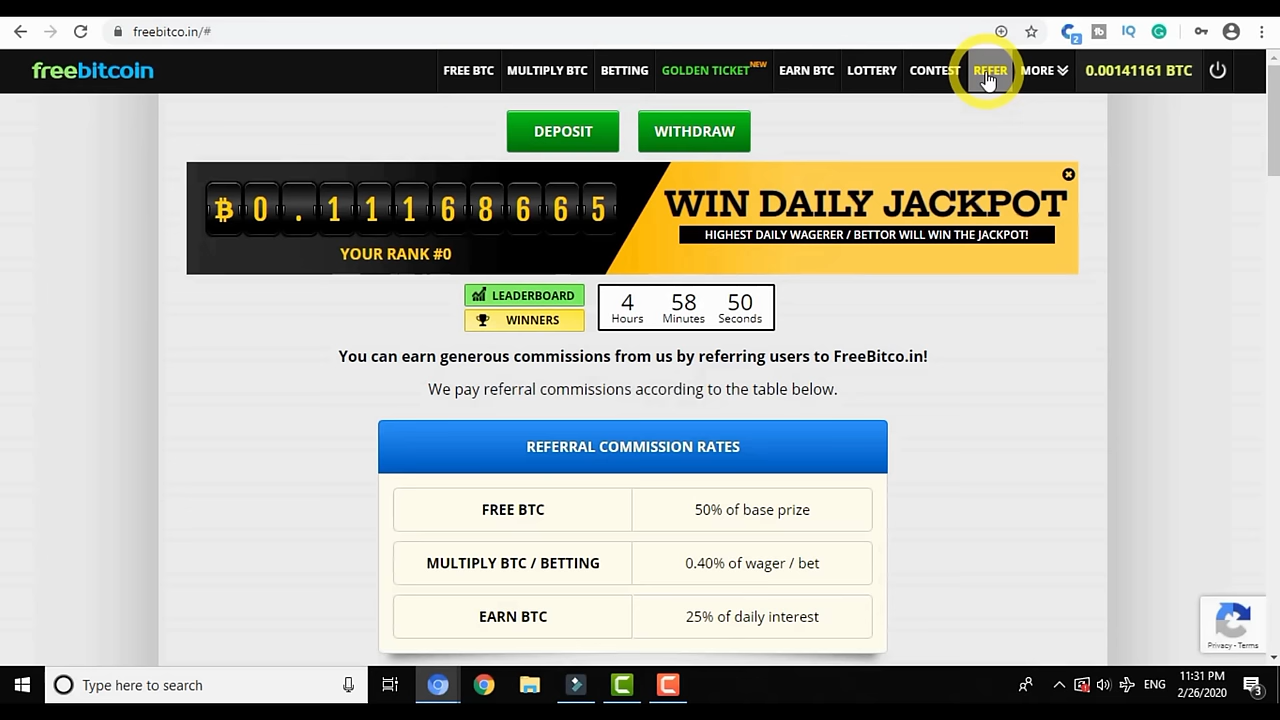 freebitco.in/#
2
freebitcoin
FREE BTC
MULTIPLY BTC
BETTING
GOLDEN TICKET NEW
EARN BTC
LOTTERY
CONTEST
REFER
MORE
0.00141161 BTC
DEPOSIT
WITHDRAW
₿0.11168665
YOUR RANK #0
WIN DAILY JACKPOT
HIGHEST DAILY WAGERER / BETTOR WILL WIN THE JACKPOT!
LEADERBOARD
WINNERS
4 58 50
Hours Minutes Seconds
You can earn generous commissions from us by referring users to FreeBitco.in!
We pay referral commissions according to the table below.
REFERRAL COMMISSION RATES
FREE BTC 50% of base prize
MULTIPLY BTC / BETTING 0.40% of wager / bet
EARN BTC 25% of daily interest
Privacy - Terms
Type here to search
ENG
11:31 PM
2/26/2020
3